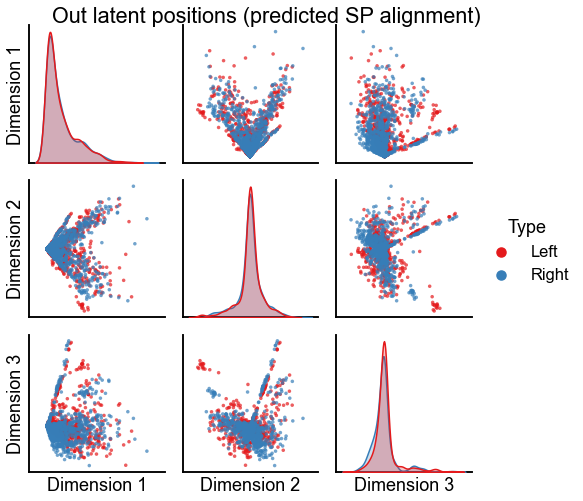 Out latent positions (predicted SP alignment)
Dimension 1
Dimension 2
Dimension 3
Type
Left
Right
Dimension 1
Dimension 2
Dimension 3